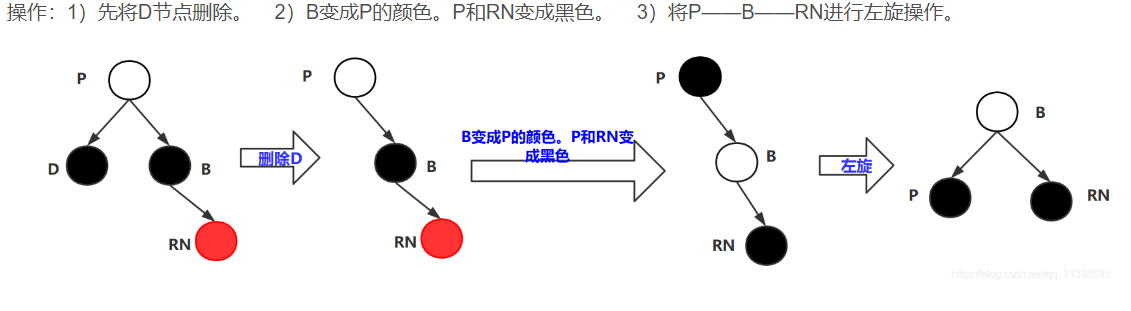 操作：1）先将D节点删除。 2）B变成P的颜色。P和RN变成黑色。 3）将P——B——RN进行左旋操作。
P
D
B
RN
删除D
P
B
RN
B变成P的颜色。P和RN变
成黑色
P
B
RN
左旋
B
P
RN
https://blog.csdn.net/qq_21388535